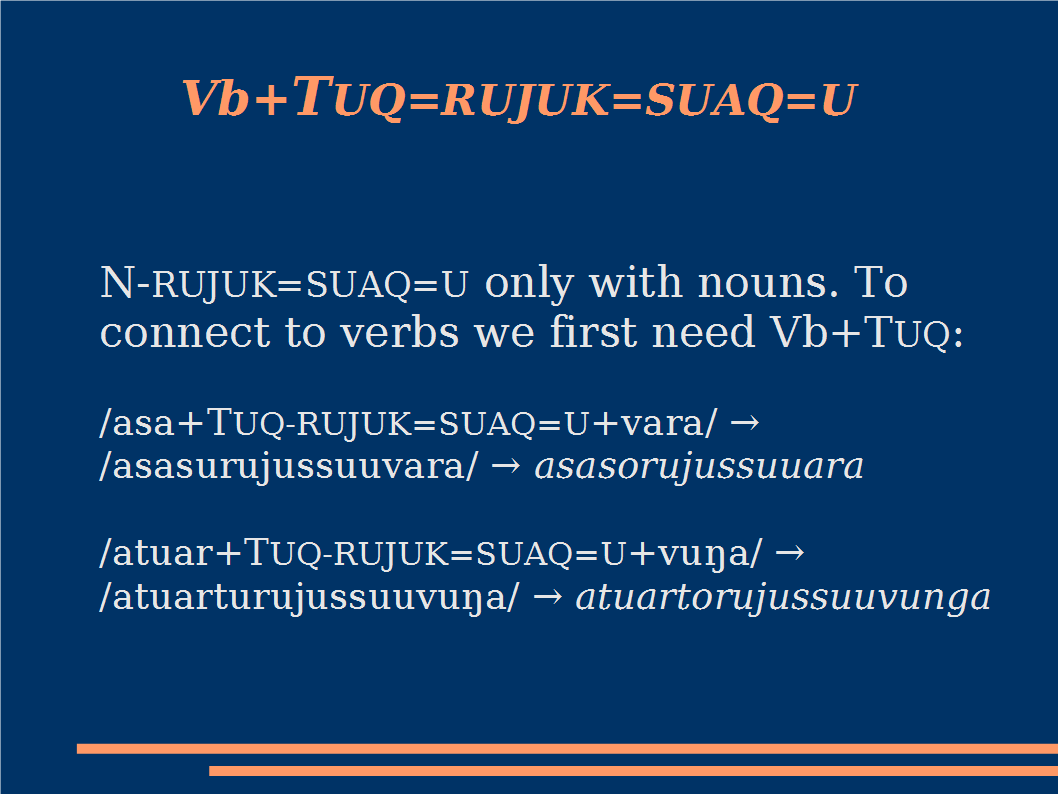 Vb+TUQ=RUJUK=SUAQ=U
N-RUJUK=SUAQ=U only with nouns. To
connect to verbs we first need Vb+TUQ:
/asa+TUQ-RUJUK=SUAQ=U+vara/ →
/asasurujussuuvara/ → asasorujussuuara
/atuar+TUQ-RUJUK=SUAQ=U+vuŋa/ →
/atuarturujussuuvuŋa/ → atuartorujussuuvunga